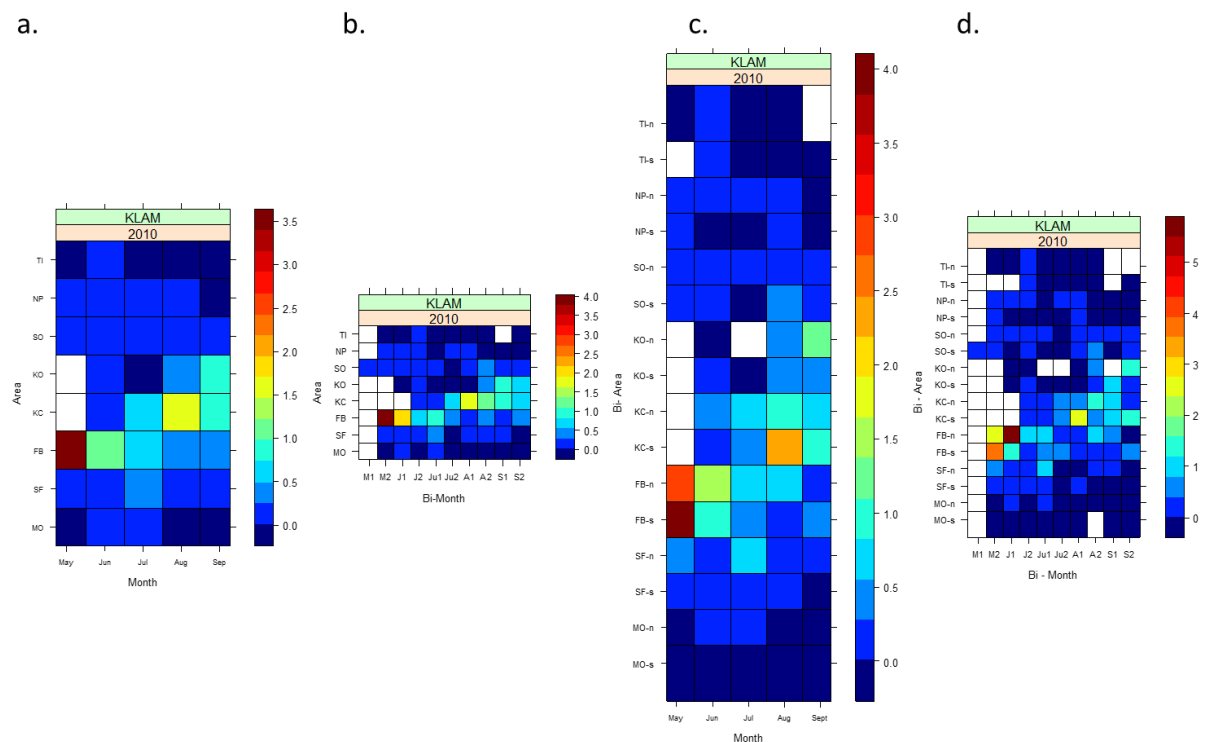 a.
b.
c.
d.
KLAM
2010
TI
NP
SO
KO
KC
FB
SF
MO
Area
May Jun Jul Aug Sep
Month
3.5
3.0
2.5
2.0
1.5
1.0
0.5
0.0
KLAM
2010
TI
NP
SO
KO
KC
FB
SF
MO
Area
M1 M2 J1 J2 Ju1 Ju2 A1 A2 S1 S2
Bi-Month
4.0
3.5
3.0
2.5
2.0
1.5
1.0
0.5
0.0
KLAM
2010
TI-n
TI-s
NP-n
NP-s
SO-n
SO-s
KO-n
KO-s
KC-n
KC-s
FB-n
FB-s
SF-n
SF-s
MO-n
MO-s
Bi- Area
May Jun Jul Aug Sept
Month
4.0
3.5
3.0
2.5
2.0
1.5
1.0
0.5
0.0
KLAM
2010
TI-n
TI-s
NP-n
NP-s
SO-n
SO-s
KO-n
KO-s
KC-n
KC-s
FB-n
FB-s
SF-n
SF-s
MO-n
MO-s
Bi - Area
M1 M2 J1 J2 Ju1 Ju2 A1 A2 S1 S2
Bi - Month
5
4
3
2
1
0